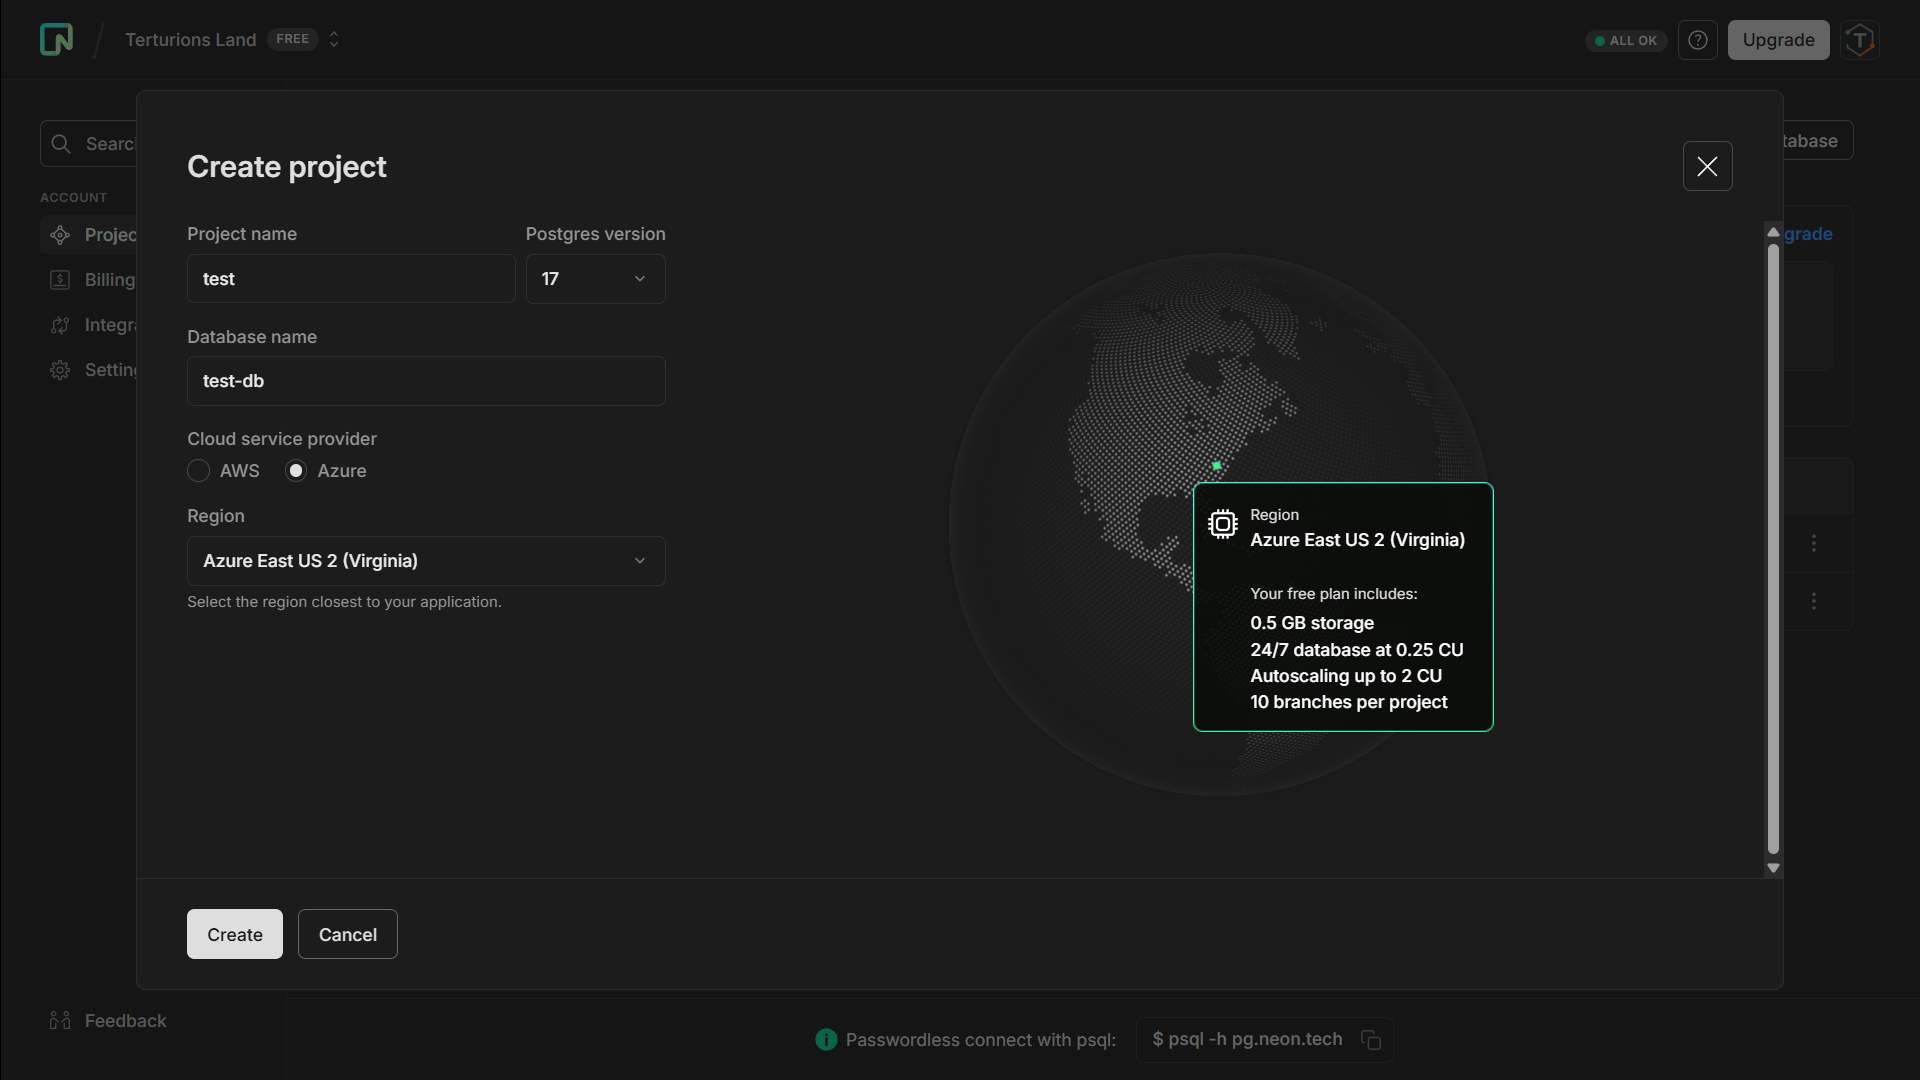 Terturions Land FREE
ALL OK
Upgrade
Searc
tabase
ACCOUNT
Projec
Billing
Integra
Setting
grade
Create project
Project name
Postgres version
test
17
Database name
test-db
Cloud service provider
AWS
Azure
Region
Azure East US 2 (Virginia)
Select the region closest to your application.
Region
Azure East US 2 (Virginia)
Your free plan includes:
0.5 GB storage
24/7 database at 0.25 CU
Autoscaling up to 2 CU
10 branches per project
Create
Cancel
Feedback
Passwordless connect with psql:
$ psql -h pg.neon.tech